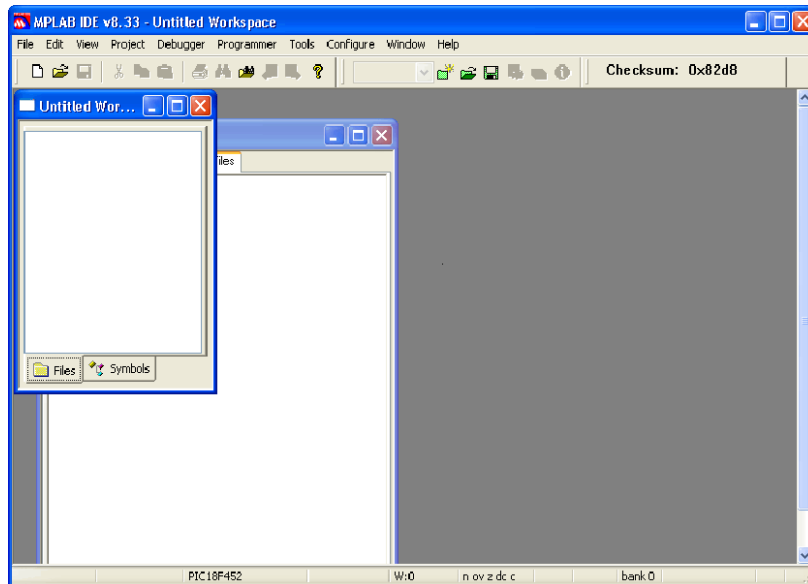 MPLAB IDE v8.33 - Untitled Workspace
File Edit View Project Debugger Programmer Tools Configure Window Help
Checksum: 0x82d8
Untitled Wor...
Files Symbols
PIC18F452 W:0 n ov z dc c bank 0